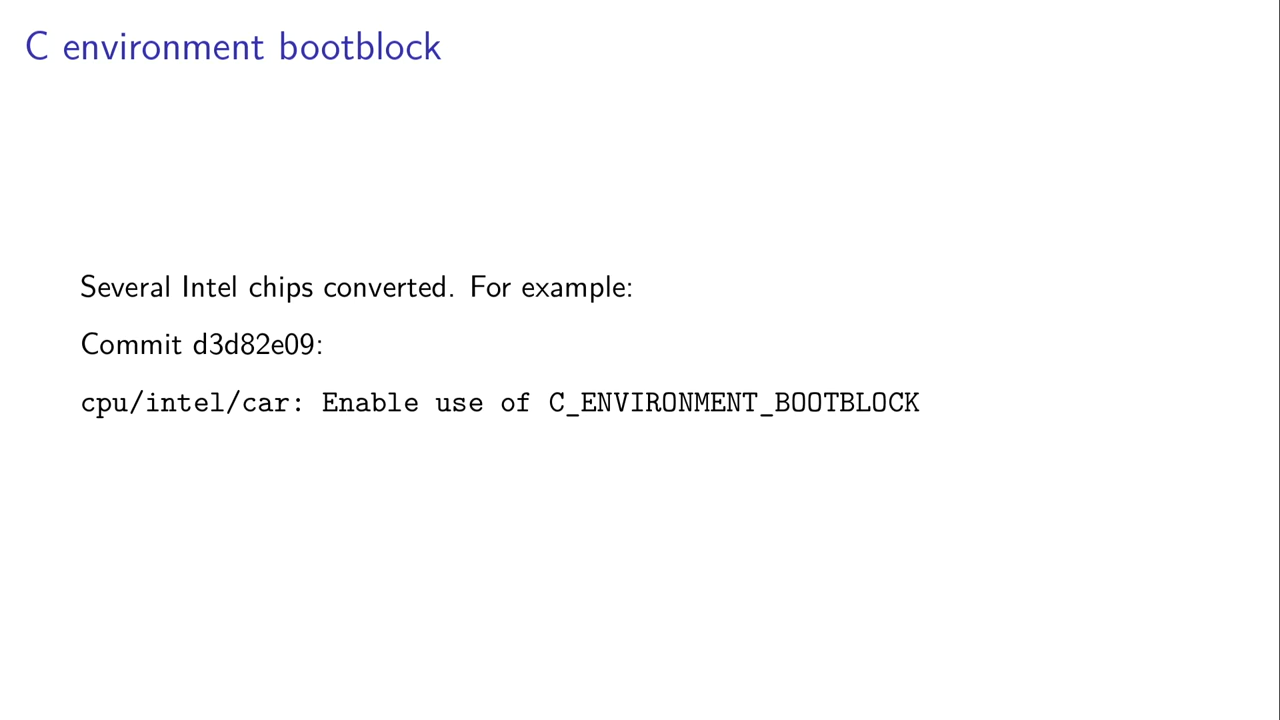 C environment bootblock
Several Intel chips converted. For example:
Commit d3d82e09:
cpu/intel/car: Enable use of C_ENVIRONMENT_BOOTBLOCK